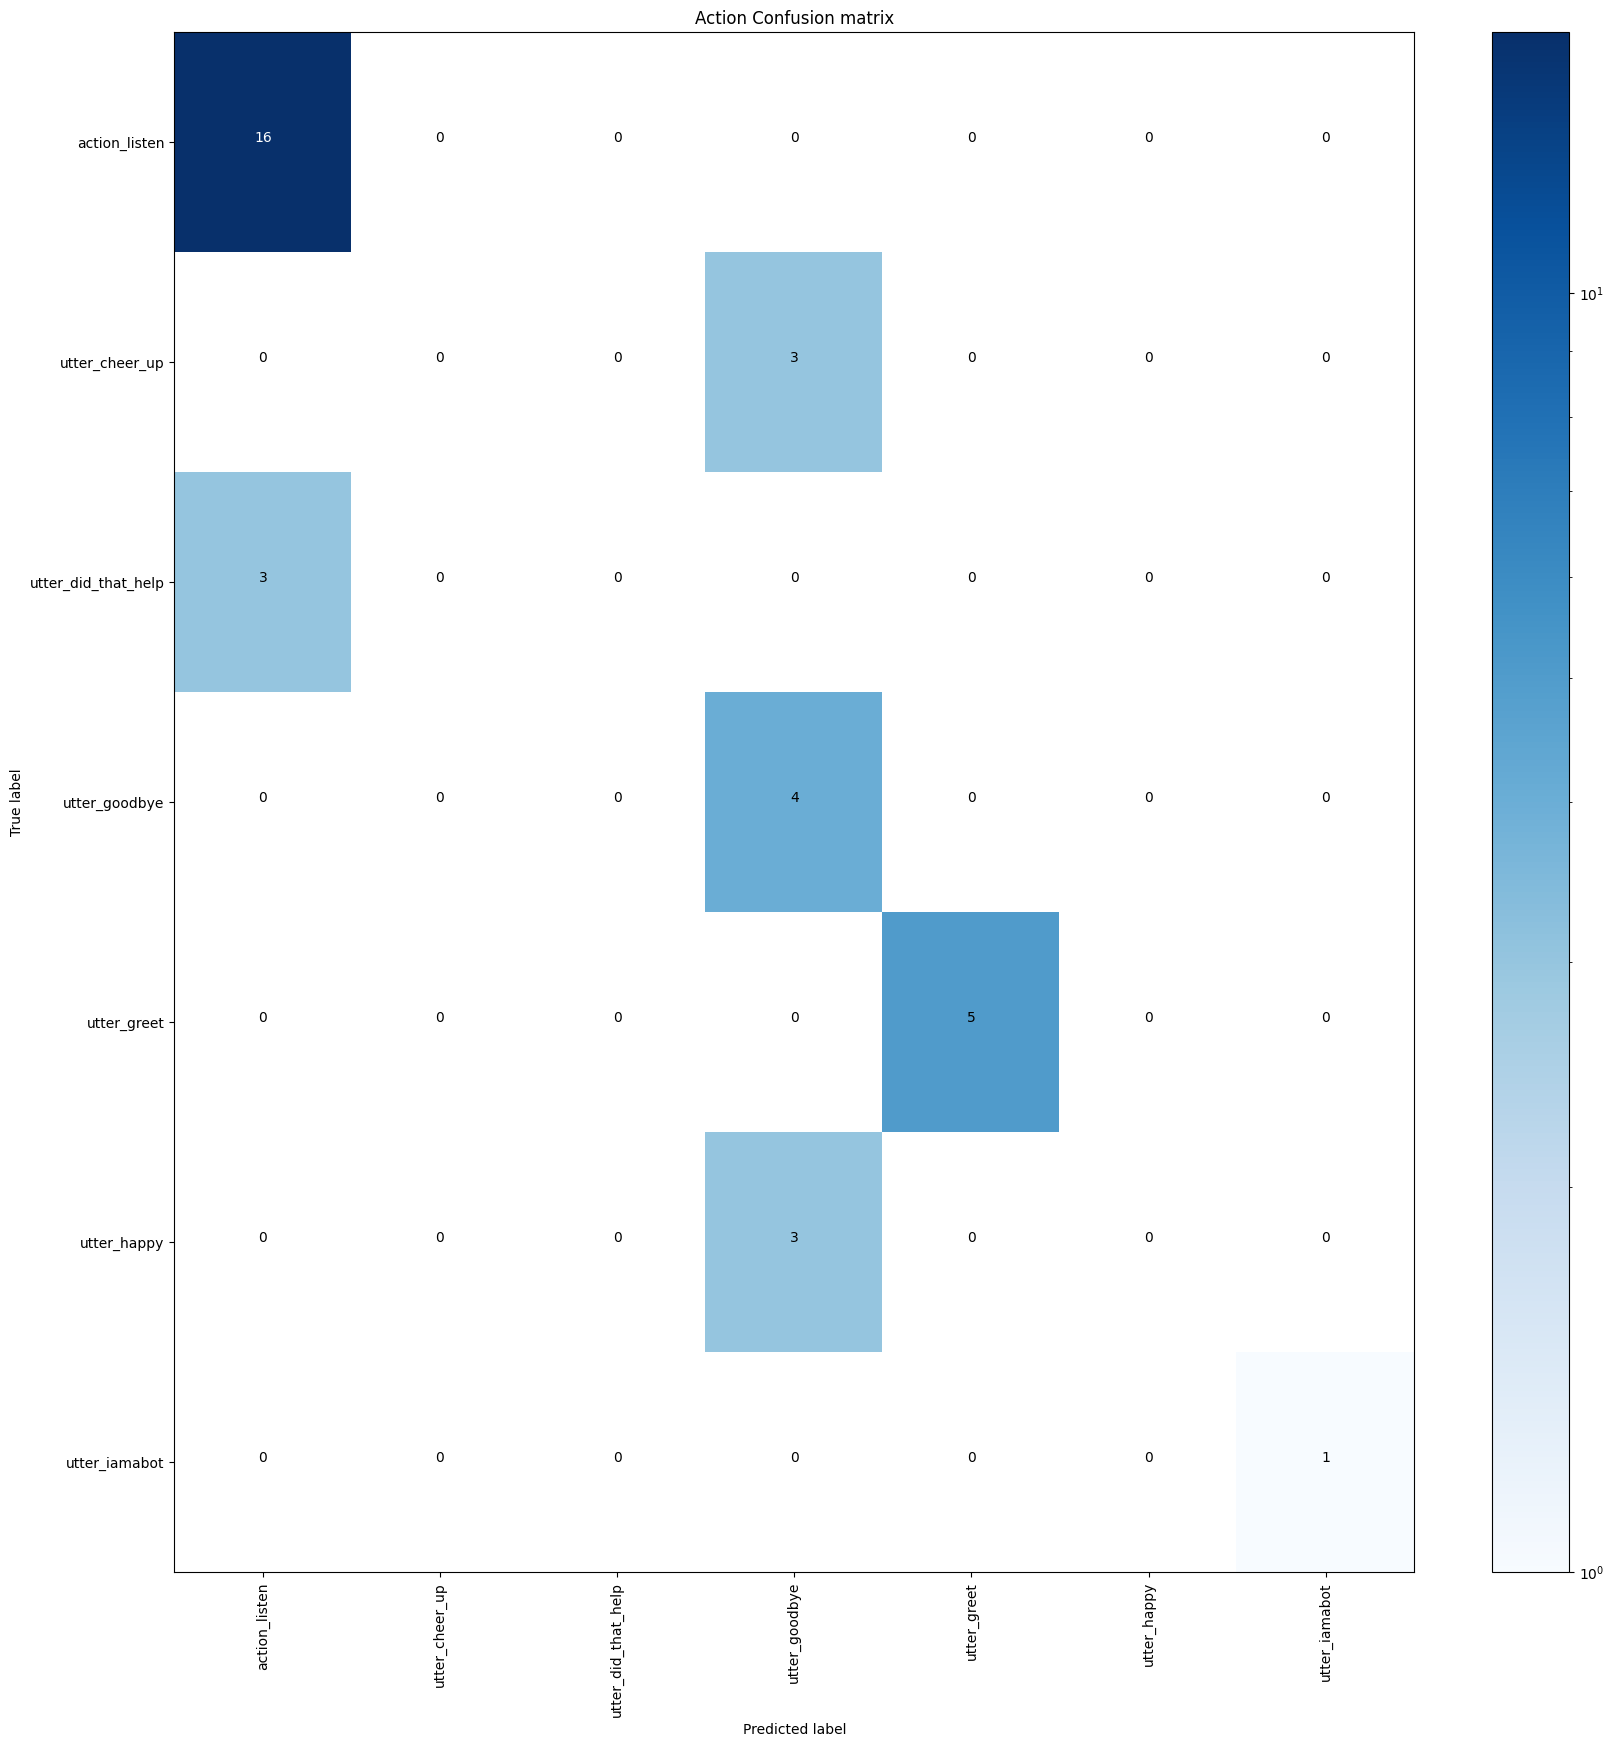 Action Confusion matrix
action_listen
16 0 0 0 0 0 0
10¹
utter_cheer_up
0 0 0 3 0 0 0
utter_did_that_help
3 0 0 0 0 0 0
True label
utter_goodbye
0 0 0 4 0 0 0
utter_greet
0 0 0 0 5 0 0
utter_happy
0 0 0 3 0 0 0
utter_iamabot
0 0 0 0 0 0 1
10⁰
action_listen
utter_cheer_up
utter_did_that_help
utter_goodbye
utter_greet
utter_happy
utter_iamabot
Predicted label